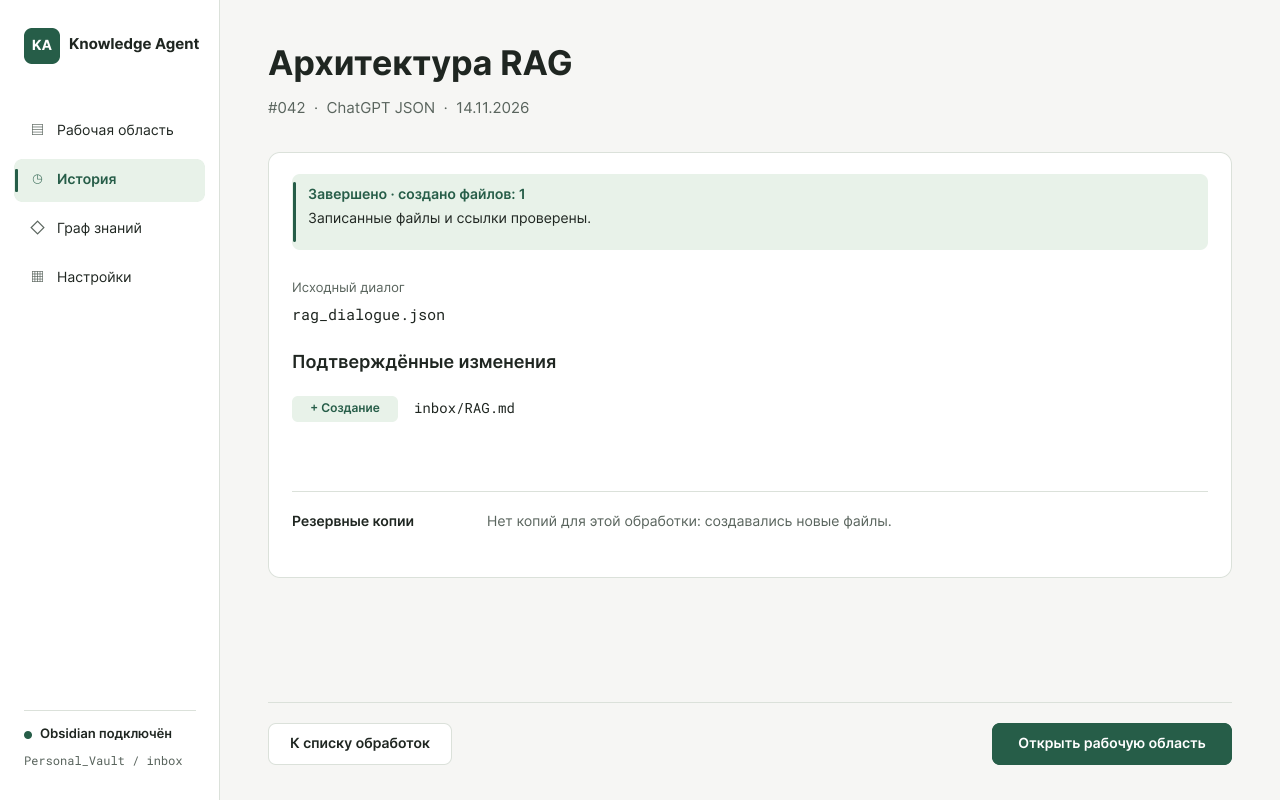 KA Knowledge Agent
Рабочая область
История
Граф знаний
Настройки
Obsidian подключён
Personal_Vault / inbox
Архитектура RAG
#042 · ChatGPT JSON · 14.11.2026
Завершено · создано файлов: 1
Записанные файлы и ссылки проверены.
Исходный диалог
rag_dialogue.json
Подтверждённые изменения
+ Создание inbox/RAG.md
Резервные копии Нет копий для этой обработки: создавались новые файлы.
К списку обработок Открыть рабочую область